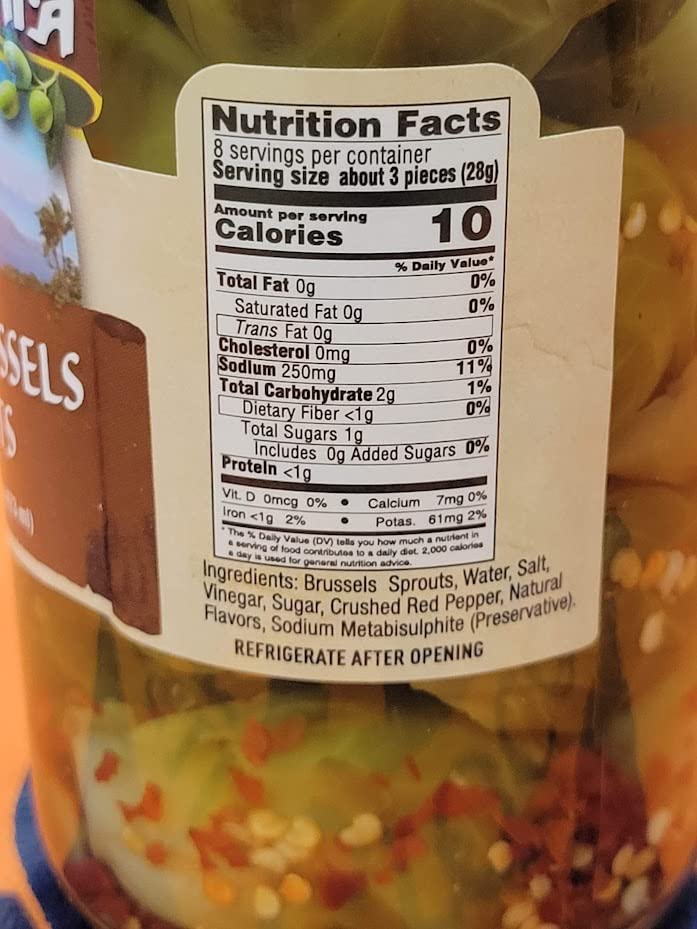 SSELS
TS
Nutrition Facts
8 servings per container
Serving size about 3 pieces (28g)
Amount per serving
Calories 10
% Daily Value*
Total Fat 0g 0%
Saturated Fat 0g 0%
Trans Fat 0g
Cholesterol 0mg 0%
Sodium 250mg 11%
Total Carbohydrate 2g 1%
Dietary Fiber <1g 0%
Total Sugars 1g
Includes 0g Added Sugars 0%
Protein <1g
Vit. D 0mcg 0% • Calcium 7mg 0%
Iron <1g 2% • Potas. 61mg 2%
* The % Daily Value (DV) tells you how much a nutrient in
a serving of food contributes to a daily diet. 2,000 calories
a day is used for general nutrition advice.
Ingredients: Brussels Sprouts, Water, Salt,
Vinegar, Sugar, Crushed Red Pepper, Natural
Flavors, Sodium Metabisulphite (Preservative).
REFRIGERATE AFTER OPENING